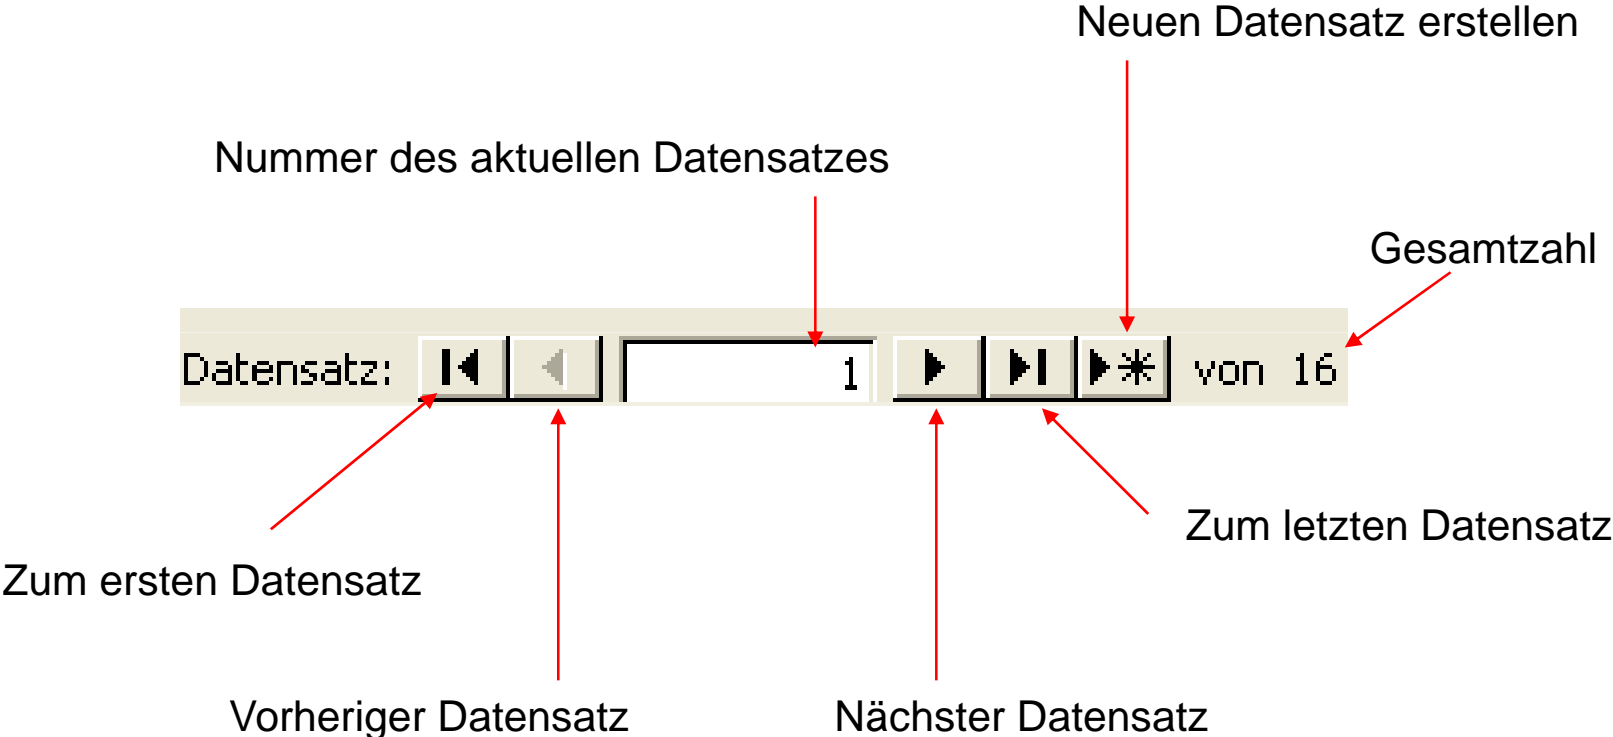 Neuen Datensatz erstellen
Nummer des aktuellen Datensatzes
Gesamtzahl
Datensatz: 1 von 16
Zum letzten Datensatz
Zum ersten Datensatz
Vorheriger Datensatz
Nächster Datensatz